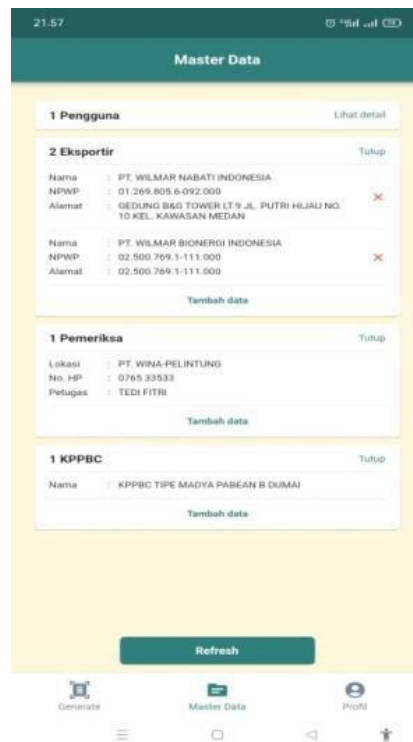 21.57
Master Data
1 Pengguna Lihat detail
2 Eksportir Tutup
Nama : PT. WILMAR NABATI INDONESIA
NPWP : 01.269.805.6-092.000
Alamat : GEDUNG B&G TOWER LT.9 JL. PUTRI HIJAU NO.
10 KEL. KAWASAN MEDAN
Nama : PT. WILMAR BIONERGI INDONESIA
NPWP : 02.500.769.1-111.000
Alamat : 02.500.769.1-111.000
Tambah data
1 Pemeriksa Tutup
Lokasi : PT. WINA-PELINTUNG
No. HP : 0765 33533
Petugas : TEDI FITRI
Tambah data
1 KPPBC Tutup
Nama : KPPBC TIPE MADYA PABEAN B DUMAI
Tambah data
Refresh
Generate Master Data Profil